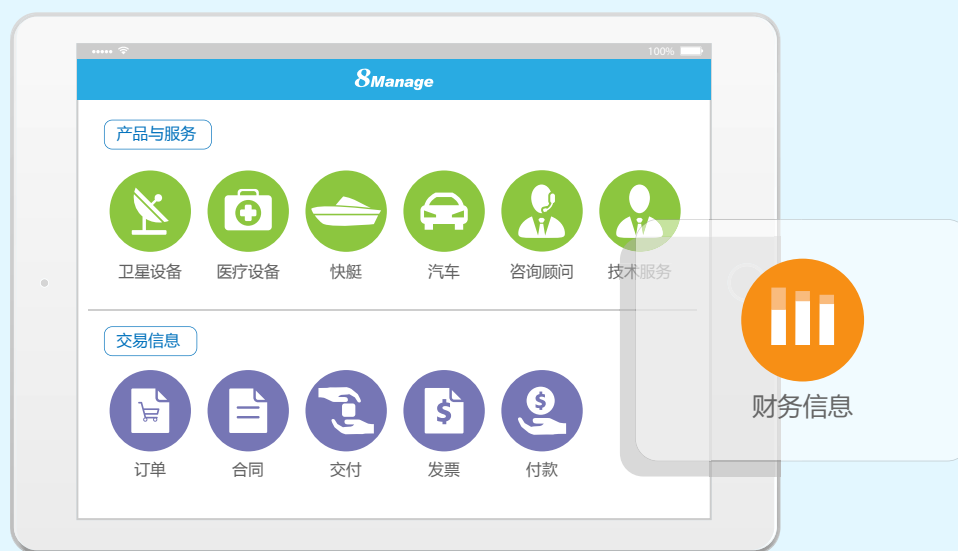 100%
8Manage
产品与服务
卫星设备 医疗设备 快艇 汽车 咨询顾问 技术服务
交易信息
财务信息
订单 合同 交付 发票 付款